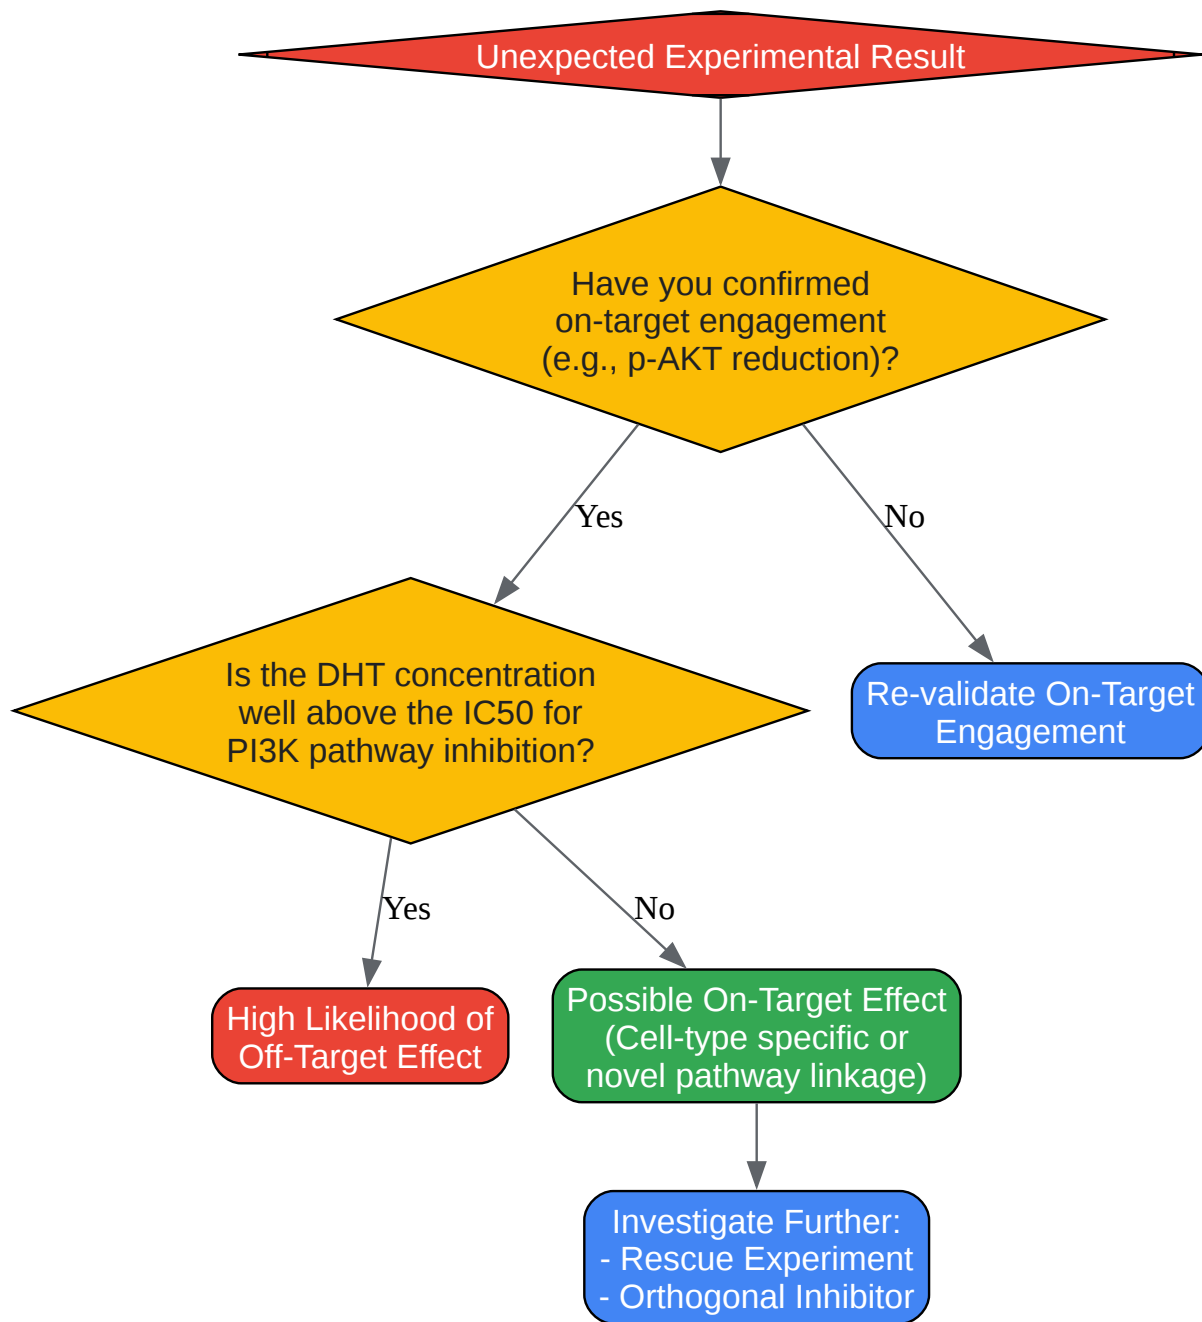 Unexpected Experimental Result
Have you confirmed
on-target engagement
(e.g., p-AKT reduction)?
Yes
No
Is the DHT concentration
well above the IC50 for
PI3K pathway inhibition?
Re-validate On-Target
Engagement
Yes
No
High Likelihood of
Off-Target Effect
Possible On-Target Effect
(Cell-type specific or
novel pathway linkage)
Investigate Further:
- Rescue Experiment
- Orthogonal Inhibitor